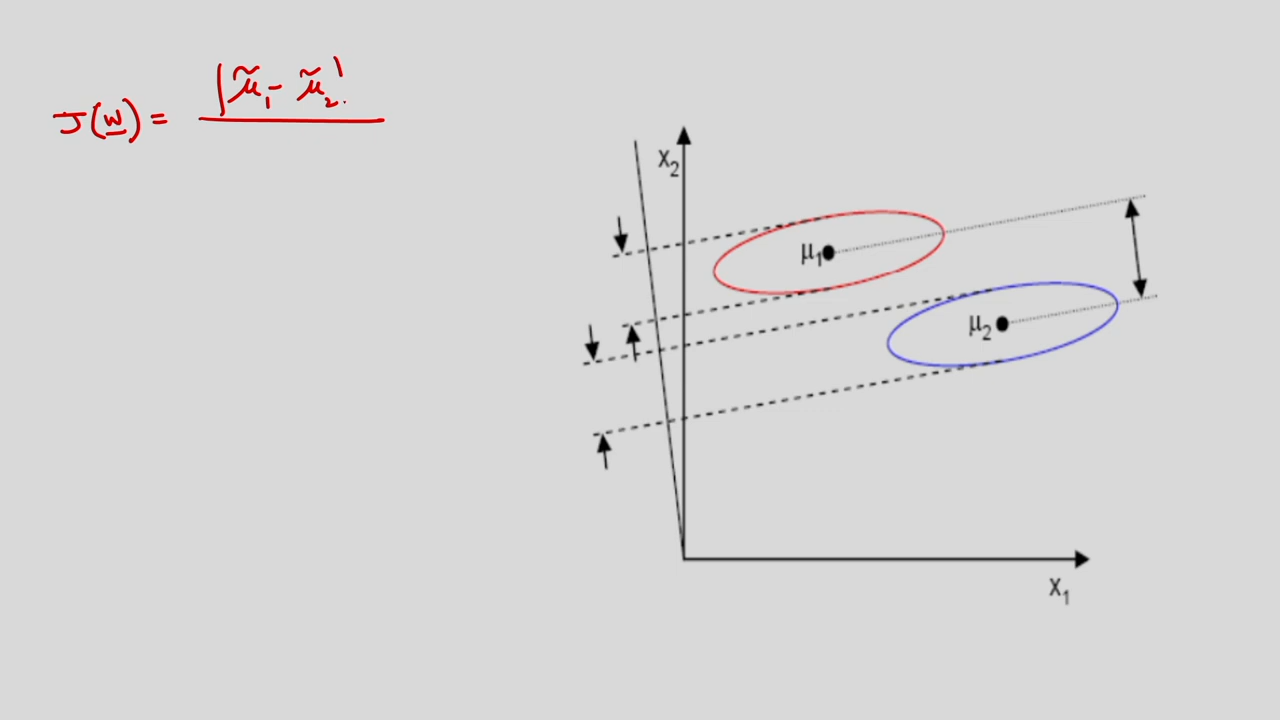 J(w) = |μ̃₁ - μ̃₂|
x₂
μ₁
μ₂
x₁